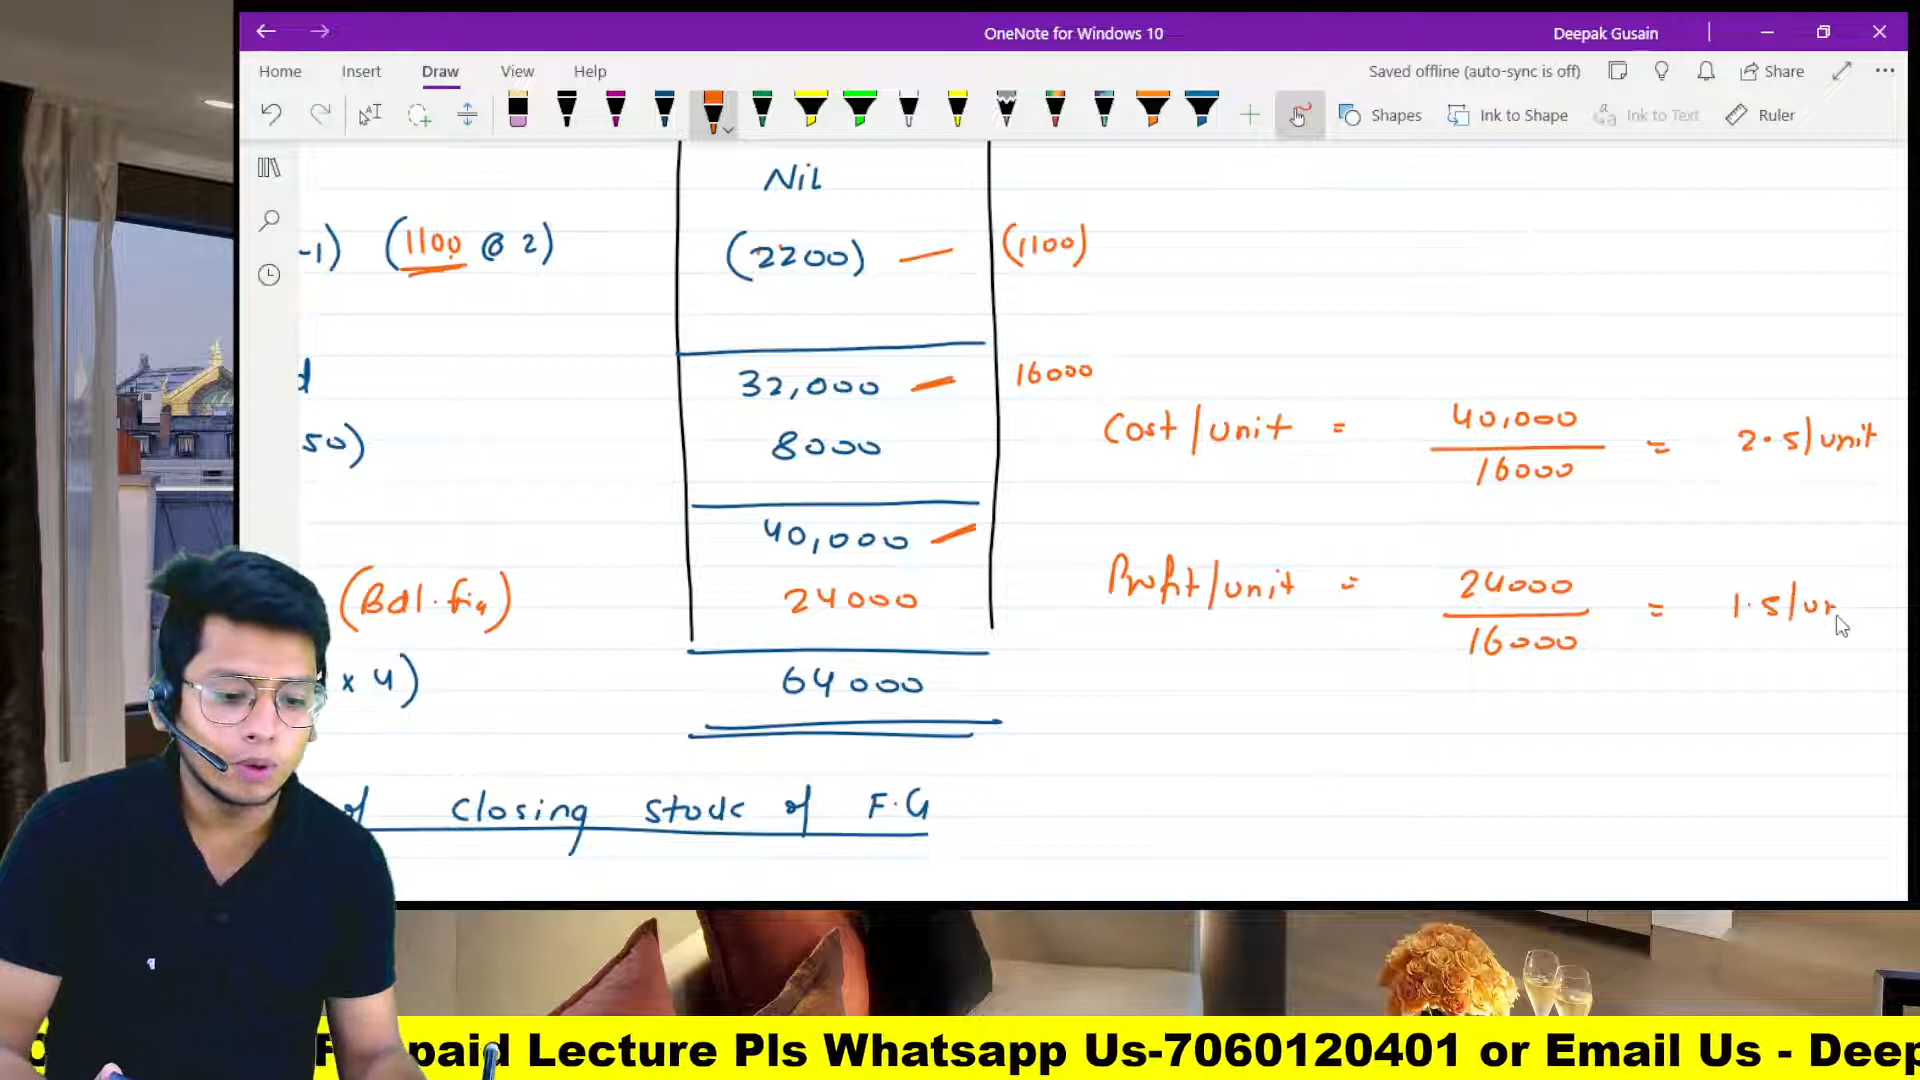 OneNote for Windows 10
Deepak Gusain
Home Insert Draw View Help
Saved offline (auto-sync is off)
Share
Shapes
Ink to Shape
Ink to Text
Ruler
Nil
-1) (1100 @ 2)
(2200) — (1100)
d 32,000 — 16000
50) 8000
Cost/unit = 40,000 / 16000 = 2.5/unit
40,000 —
(Bal. fig) 24000
Profit/unit = 24000 / 16000 = 1.5/un
x 4) 64000
of closing stock of F.G
paid Lecture Pls Whatsapp Us-7060120401 or Email Us - Deep